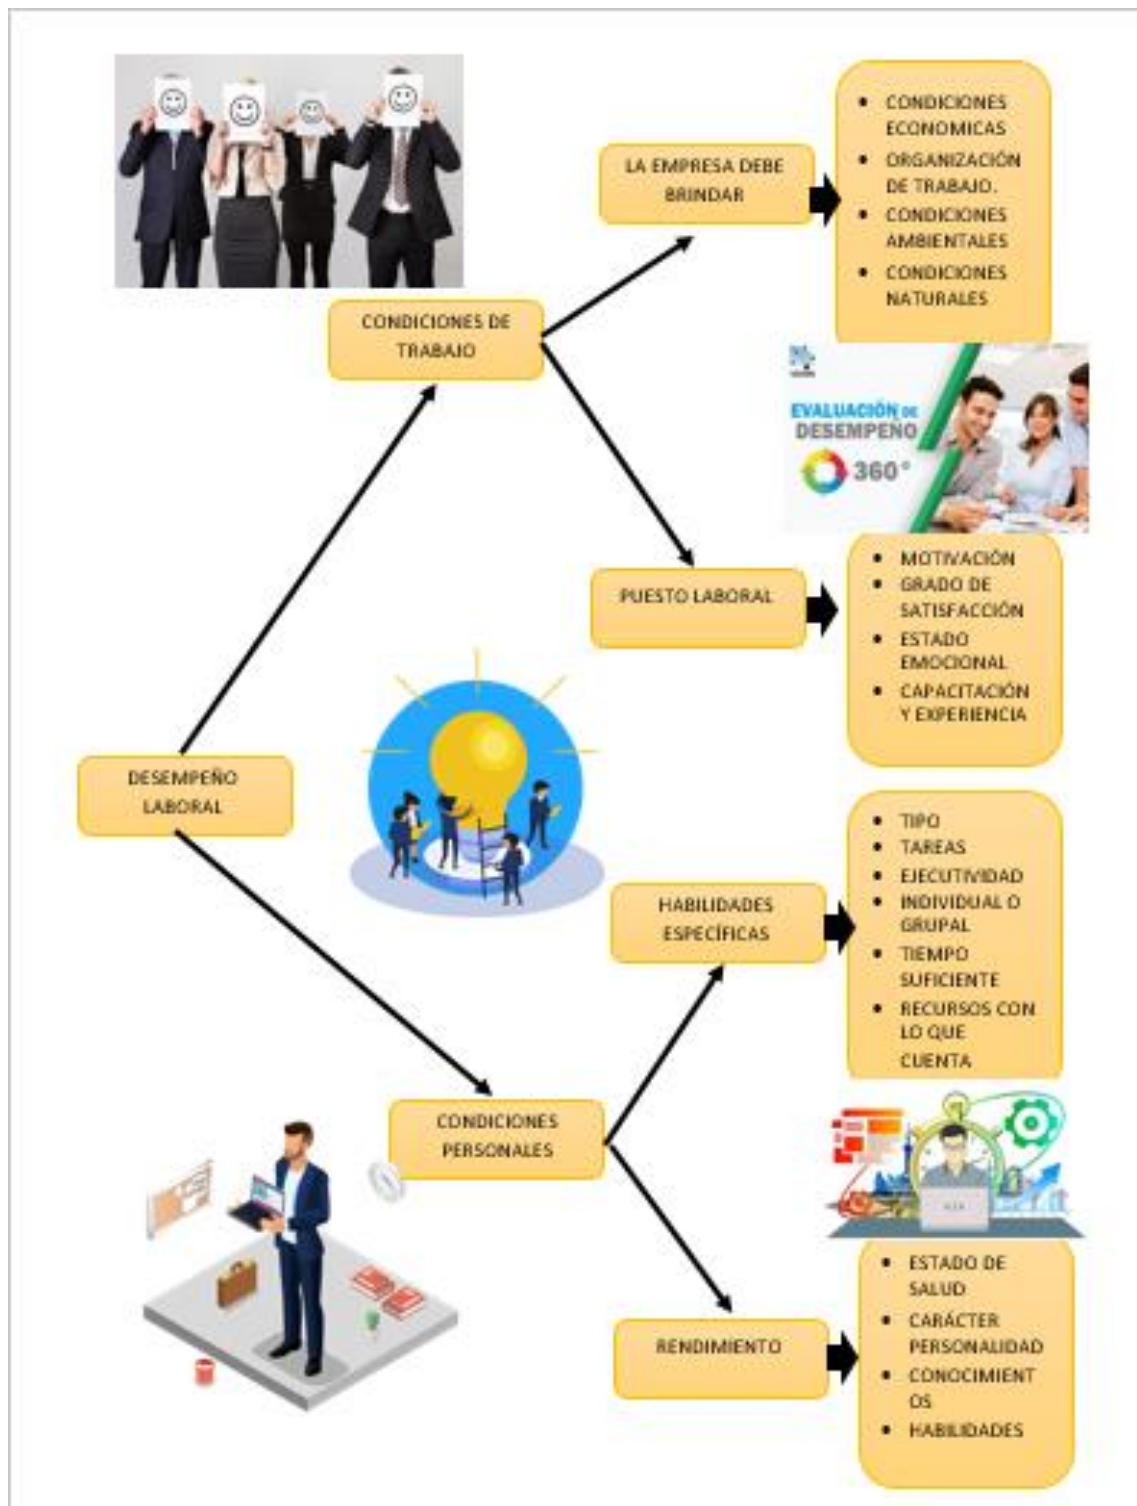 CONDICIONES
ECONOMICAS
ORGANIZACIÓN
DE TRABAJO.
CONDICIONES
AMBIENTALES
CONDICIONES
NATURALES
LA EMPRESA DEBE
BRINDAR
CONDICIONES DE
TRABAJO
EVALUACIÓN DE
DESEMPEÑO
360°
PUESTO LABORAL
MOTIVACIÓN
GRADO DE
SATISFACCIÓN
ESTADO
EMOCIONAL
CAPACITACIÓN
Y EXPERIENCIA
DESEMPEÑO
LABORAL
HABILIDADES
ESPECÍFICAS
TIPO
TAREAS
EJECUTIVIDAD
INDIVIDUAL O
GRUPAL
TIEMPO
SUFICIENTE
RECURSOS CON
LO QUE
CUENTA
CONDICIONES
PERSONALES
RENDIMIENTO
ESTADO DE
SALUD
CARÁCTER
PERSONALIDAD
CONOCIMIENT
OS
HABILIDADES